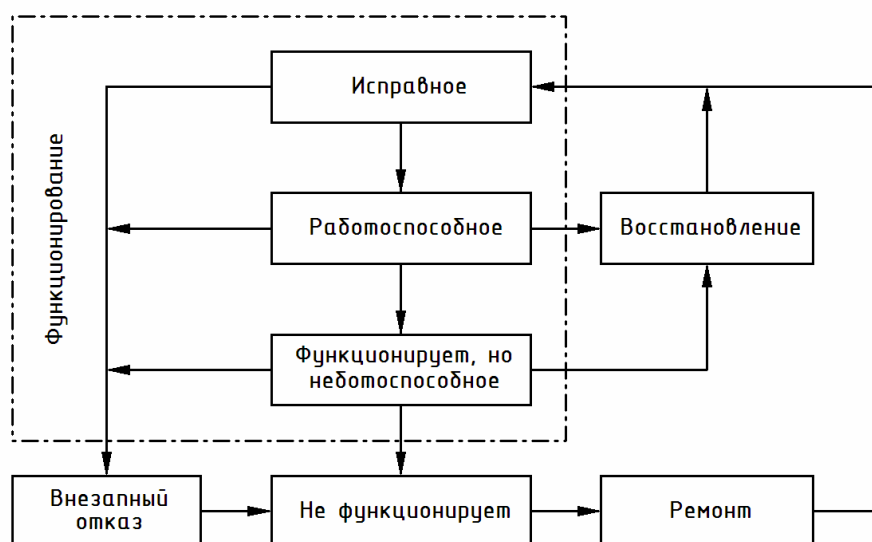 Исправное
Функционирование
Работоспособное
Восстановление
Функционирует, но
неботоспособное
Внезапный
отказ
Не функционирует
Ремонт